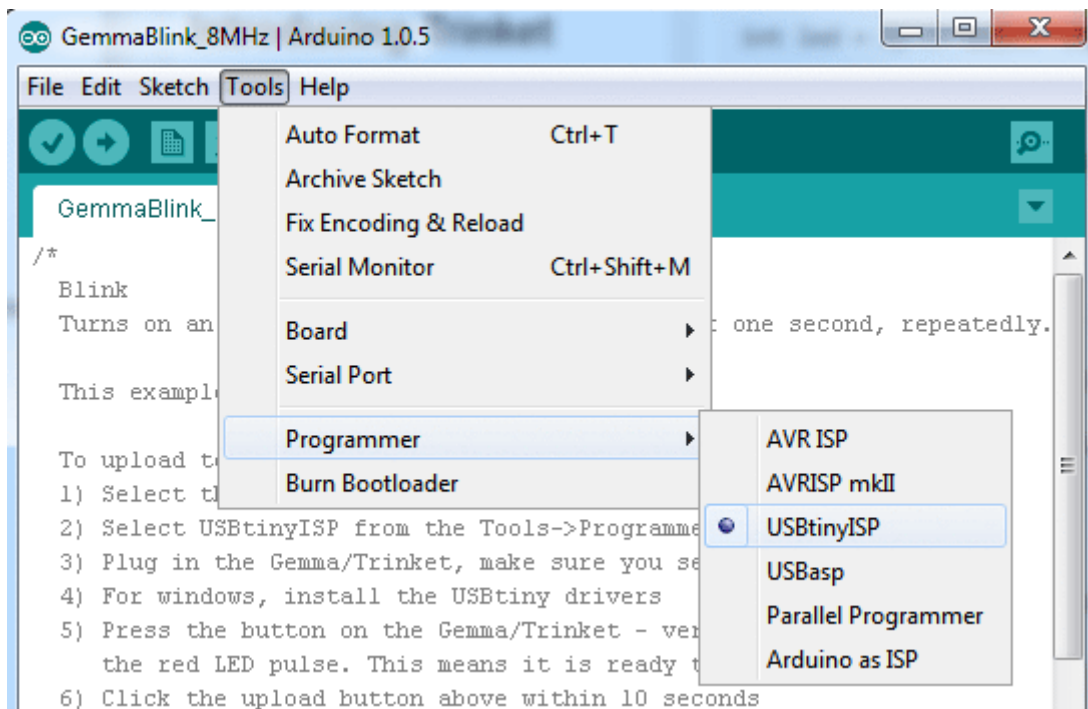 GemmaBlink_8MHz | Arduino 1.0.5
File Edit Sketch Tools Help
Auto Format Ctrl+T
Archive Sketch
GemmaBlink_
Fix Encoding & Reload
/*
Serial Monitor Ctrl+Shift+M
Blink
Turns on an
one second, repeatedly.
Board
Serial Port
This exampl
Programmer
Burn Bootloader
AVR ISP
AVRISP mkII
USBtinyISP
USBasp
Parallel Programmer
Arduino as ISP
To upload t
1) Select t
2) Select USBtinyISP from the Tools->Programme
3) Plug in the Gemma/Trinket, make sure you se
4) For windows, install the USBtiny drivers
5) Press the button on the Gemma/Trinket - ver
the red LED pulse. This means it is ready t
6) Click the upload button above within 10 seconds